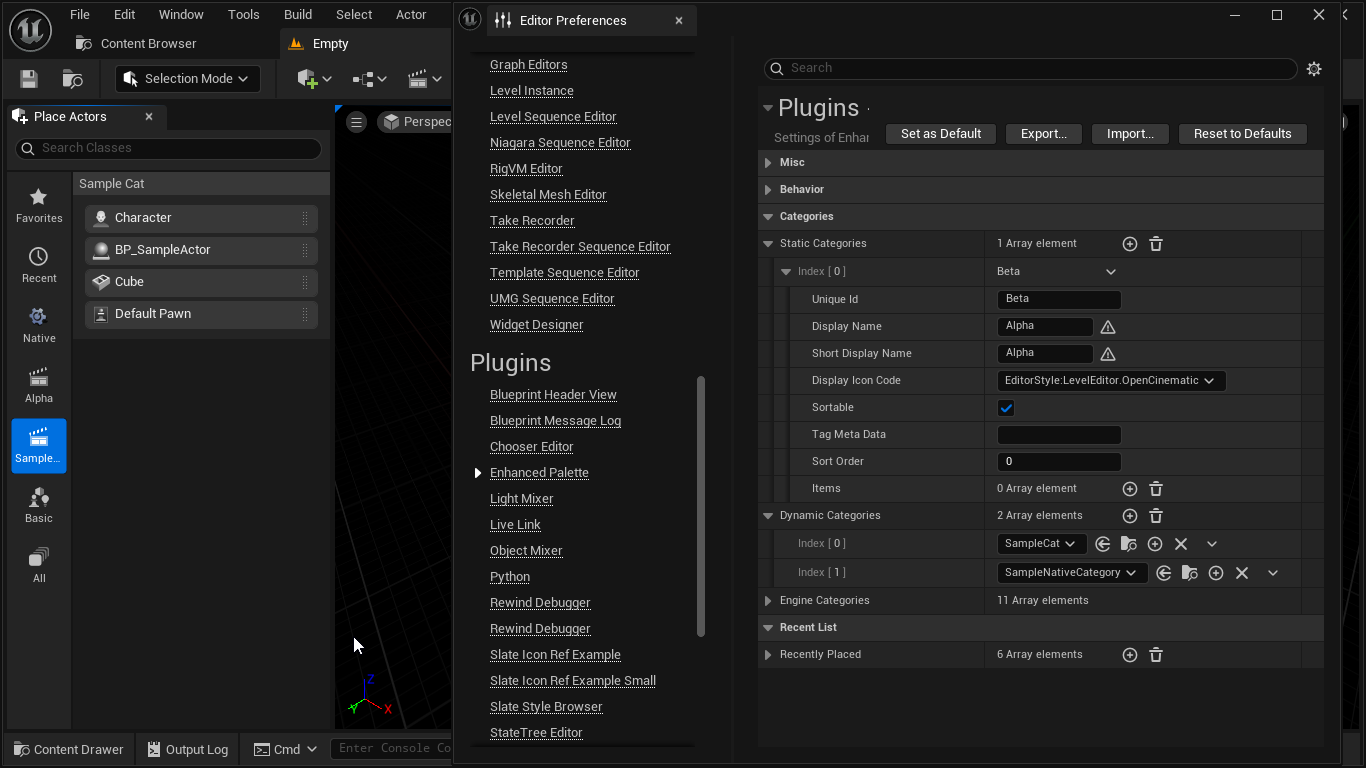 File Edit Window Tools Build Select Actor
Content Browser
Empty
Selection Mode
Place Actors
Search Classes
Favorites
Recent
Native
Alpha
Sample...
Basic
All
Sample Cat
Character
BP_SampleActor
Cube
Default Pawn
Perspec
Z
Y
X
Content Drawer
Output Log
Cmd
Enter Console Co
Editor Preferences
Graph Editors
Level Instance
Level Sequence Editor
Niagara Sequence Editor
RigVM Editor
Skeletal Mesh Editor
Take Recorder
Take Recorder Sequence Editor
Template Sequence Editor
UMG Sequence Editor
Widget Designer
Plugins
Blueprint Header View
Blueprint Message Log
Chooser Editor
Enhanced Palette
Light Mixer
Live Link
Object Mixer
Python
Rewind Debugger
Rewind Debugger
Slate Icon Ref Example
Slate Icon Ref Example Small
Slate Style Browser
StateTree Editor
Search
Plugins
Settings of Enhar
Set as Default
Export...
Import...
Reset to Defaults
Misc
Behavior
Categories
Static Categories 1 Array element
Index [ 0 ] Beta
Unique Id Beta
Display Name Alpha
Short Display Name Alpha
Display Icon Code EditorStyle:LevelEditor.OpenCinematic
Sortable
Tag Meta Data
Sort Order 0
Items 0 Array element
Dynamic Categories 2 Array elements
Index [ 0 ] SampleCat
Index [ 1 ] SampleNativeCategory
Engine Categories 11 Array elements
Recent List
Recently Placed 6 Array elements